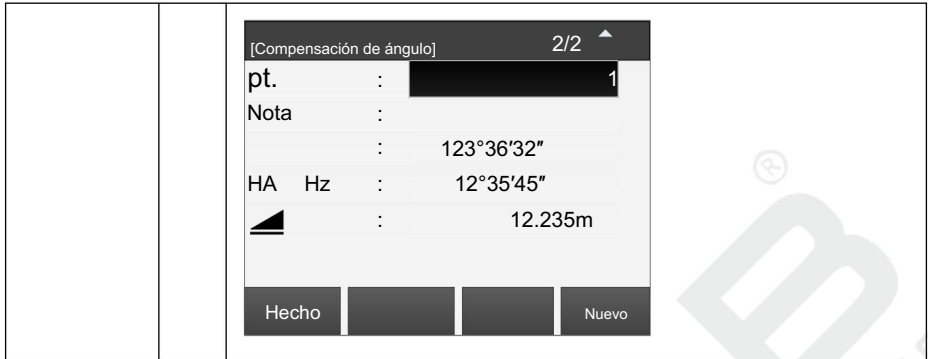 [Compensación de ángulo] 2/2
pt. : 1
Nota :
: 123°36′32″
HA Hz : 12°35′45″
: 12.235m
Hecho Nuevo
®
B